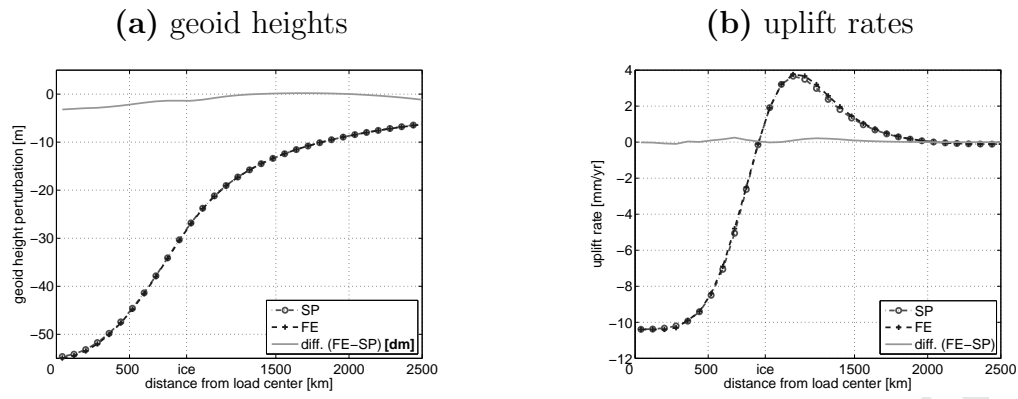 (a) geoid heights
(b) uplift rates
geoid height perturbation [m]
0
−10
−20
−30
−40
−50
SP
FE
diff. (FE−SP) [dm]
0 500 ice 1500 2000 2500
distance from load center [km]
uplift rate [mm/yr]
4
2
0
−2
−4
−6
−8
−10
−12
SP
FE
diff. (FE−SP)
0 500 ice 1500 2000 2500
distance from load center [km]